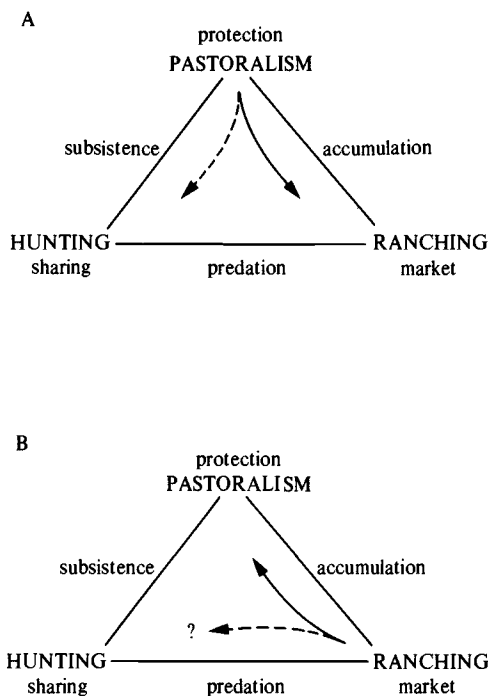 A
protection
PASTORALISM
subsistence accumulation
HUNTING RANCHING
sharing predation market
B
protection
PASTORALISM
subsistence accumulation
?
HUNTING RANCHING
sharing predation market